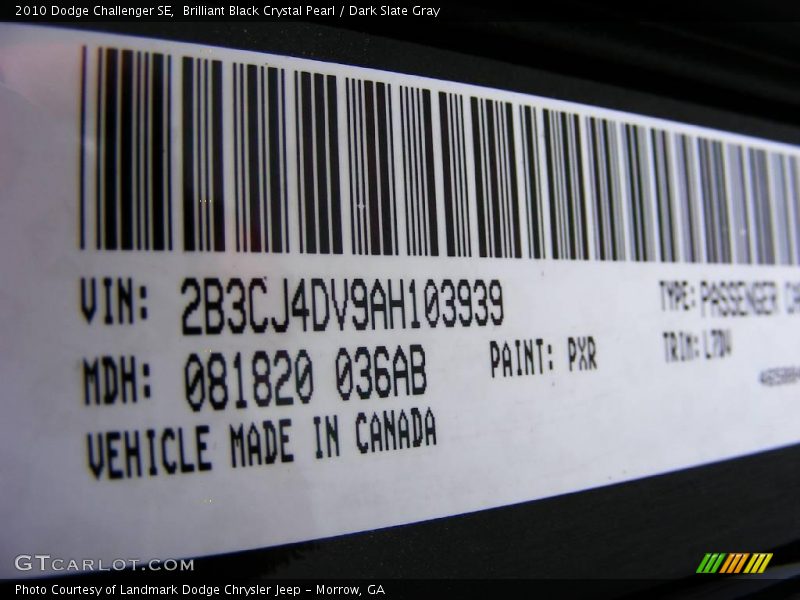 2010 Dodge Challenger SE,  Brilliant Black Crystal Pearl / Dark Slate Gray
VIN: 2B3CJ4DV9AH103939 TYPE: PASSENGER
MDH: 081820 036AB PAINT: PXR TRIM: L7DV
VEHICLE MADE IN CANADA
GTCARLOT.COM
Photo Courtesy of Landmark Dodge Chrysler Jeep - Morrow, GA